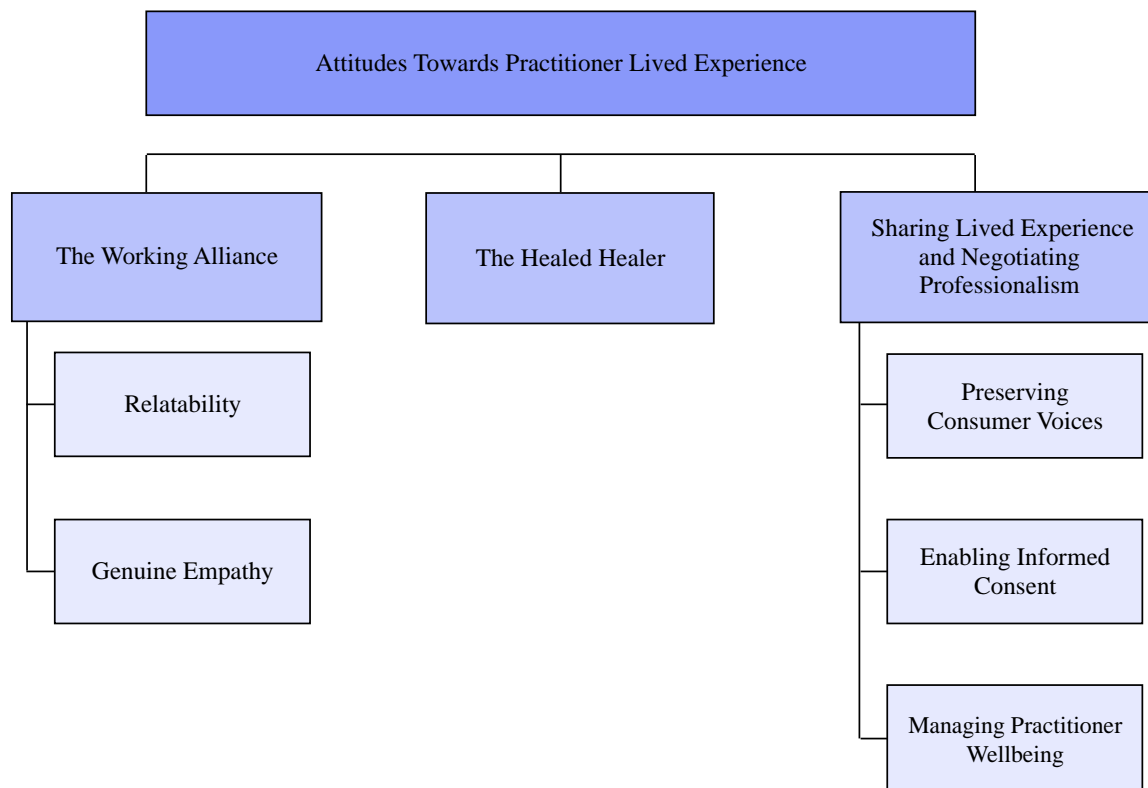 Attitudes Towards Practitioner Lived Experience
The Working Alliance
The Healed Healer
Sharing Lived Experience
and Negotiating
Professionalism
Relatability
Genuine Empathy
Preserving
Consumer Voices
Enabling Informed
Consent
Managing Practitioner
Wellbeing